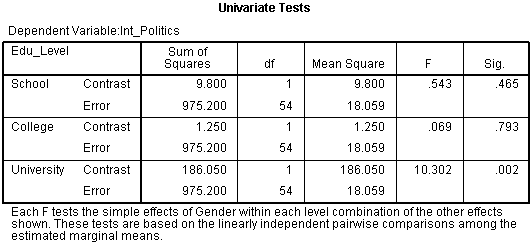 Univariate Tests
Dependent Variable:Int_Politics
Edu_Level Sum of Squares df Mean Square F Sig.
School Contrast 9.800 1 9.800 .543 .465
Error 975.200 54 18.059
College Contrast 1.250 1 1.250 .069 .793
Error 975.200 54 18.059
University Contrast 186.050 1 186.050 10.302 .002
Error 975.200 54 18.059
Each F tests the simple effects of Gender within each level combination of the other effects
shown. These tests are based on the linearly independent pairwise comparisons among the
estimated marginal means.